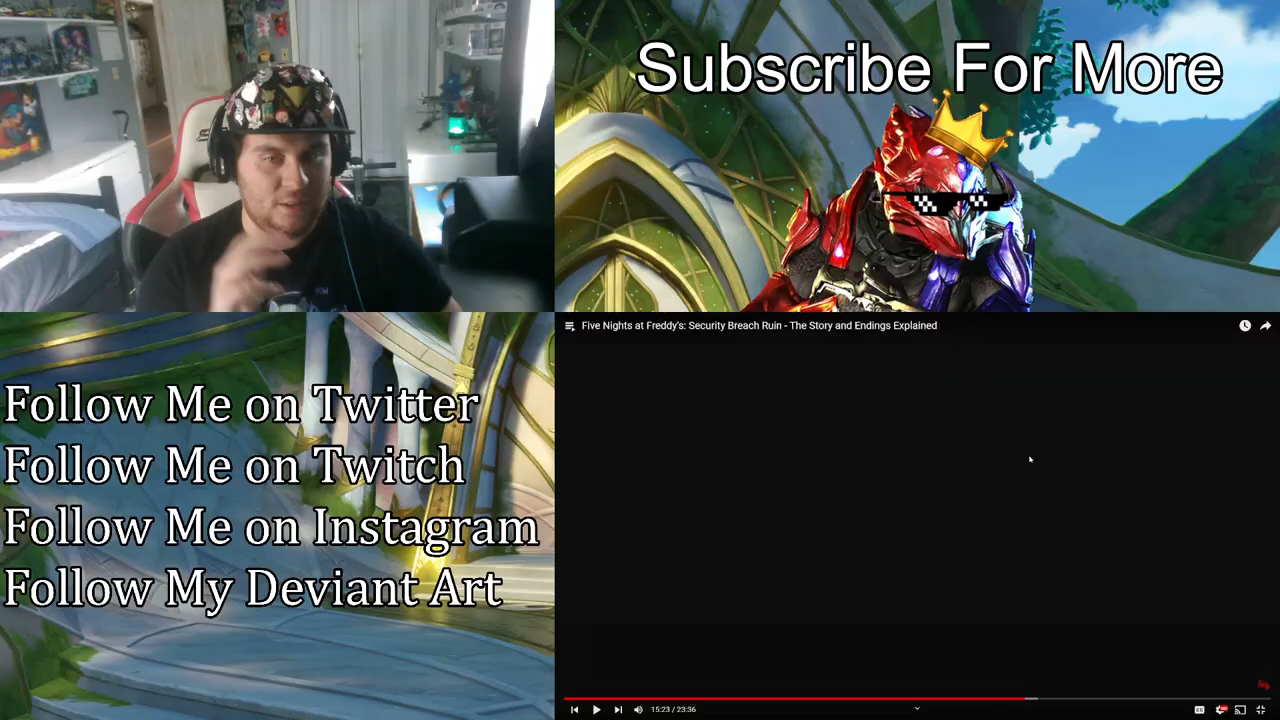 Subscribe For More
Five Nights at Freddy's: Security Breach Ruin - The Story and Endings Explained
Follow Me on Twitter
Follow Me on Twitch
Follow Me on Instagram
Follow My Deviant Art
15:23 / 23:36